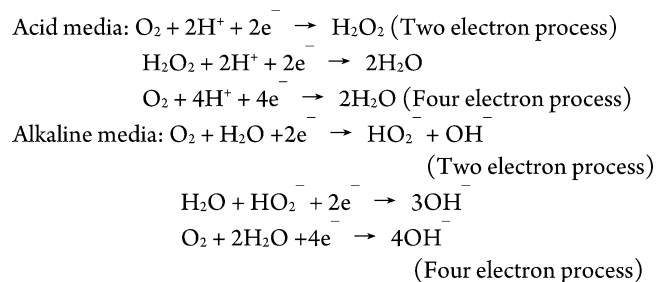 Acid media: O₂ + 2H⁺ + 2e⁻ → H₂O₂ (Two electron process)
H₂O₂ + 2H⁺ + 2e⁻ → 2H₂O
O₂ + 4H⁺ + 4e⁻ → 2H₂O (Four electron process)
Alkaline media: O₂ + H₂O +2e⁻ → HO₂⁻ + OH⁻
(Two electron process)
H₂O + HO₂⁻ + 2e⁻ → 3OH⁻
O₂ + 2H₂O +4e⁻ → 4OH⁻
(Four electron process)